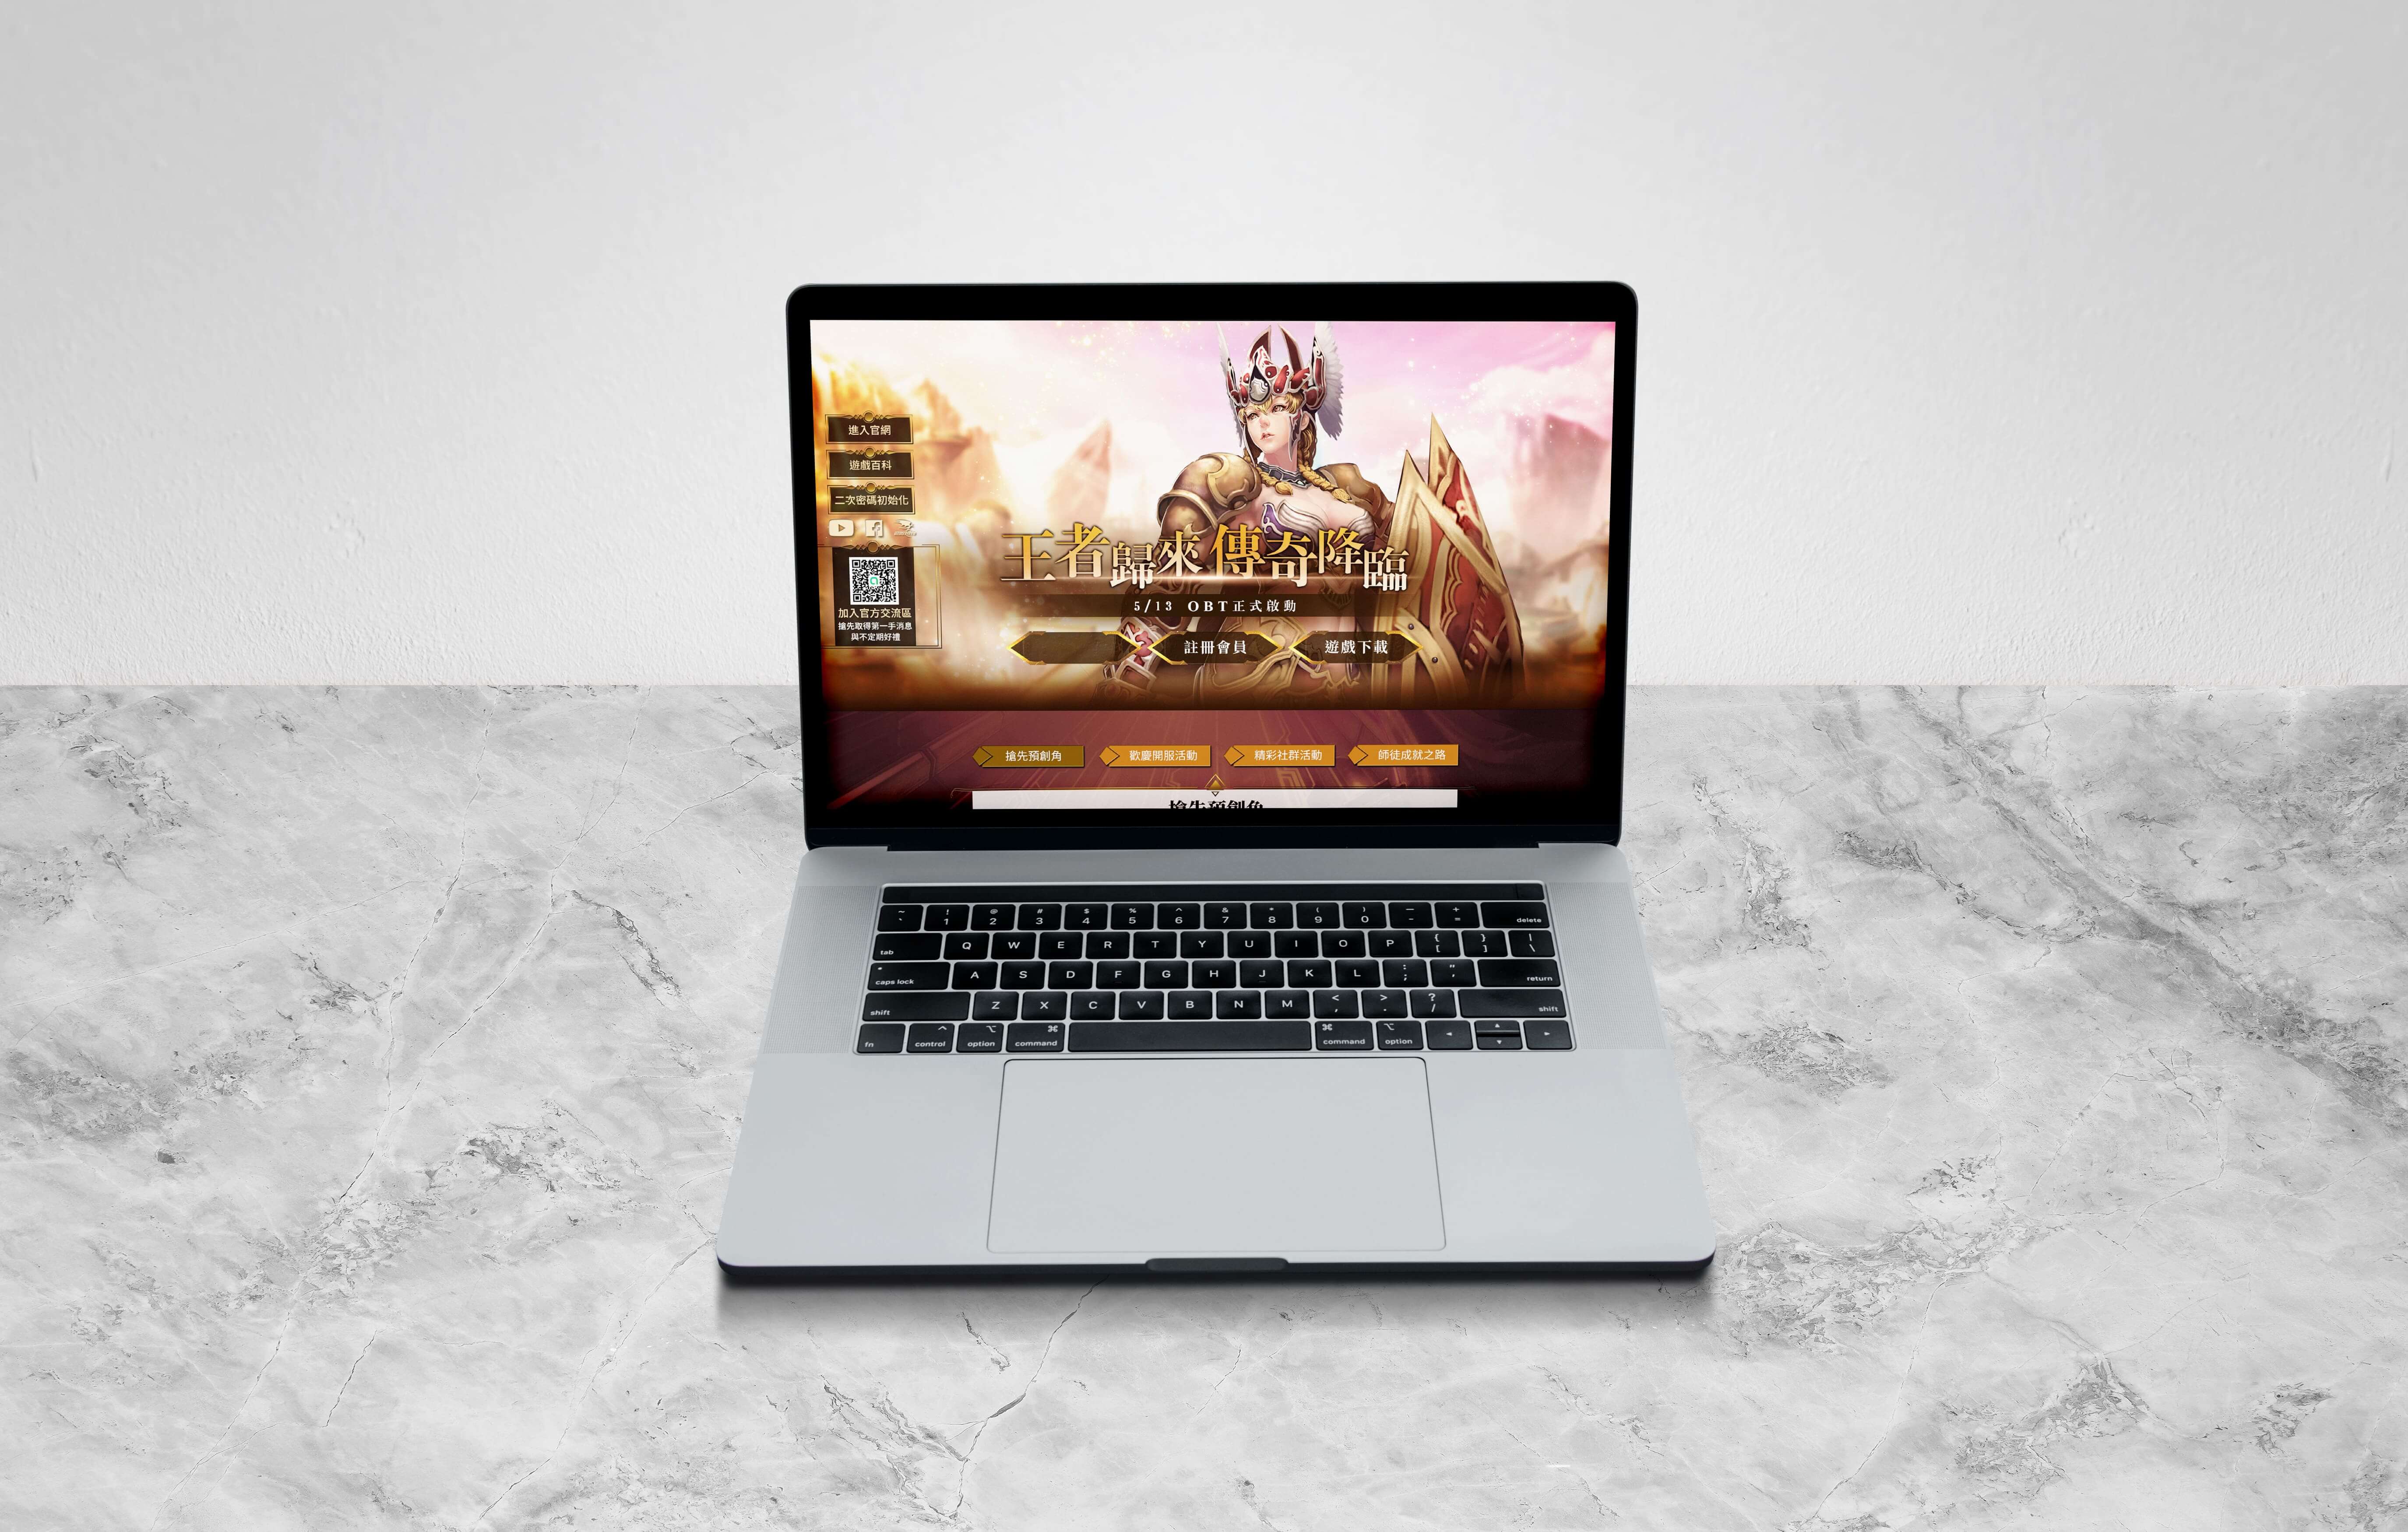 進入官網
遊戲百科
二次密碼初始化
加入官方交流區
搶先取得第一手消息
與不定期好禮
王者歸來 傳奇降臨
5/13 OBT正式啟動
註冊會員
遊戲下載
搶先預創角
歡慶開服活動
精彩社群活動
師徒成就之路
搶先預創角
~ ! @ # $ % ^ & * ( ) — +
` 1 2 3 4 5 6 7 8 9 0 - = delete
tab Q W E R T Y U I O P { [ } ] | \
caps lock A S D F G H J K L : ; " ' return
shift Z X C V B N M < , > . ? / shift
fn control option command command option